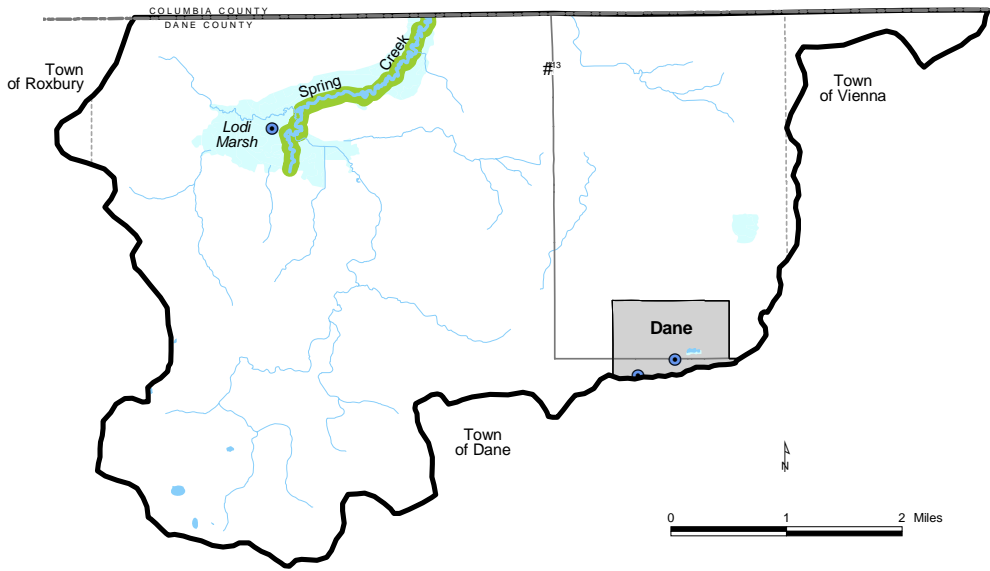 COLUMBIA COUNTY
DANE COUNTY
Town
of Roxbury
Spring
Creek
#
Town
of Vienna
Lodi
Marsh
Dane
Town
of Dane
N
0 1 2 Miles